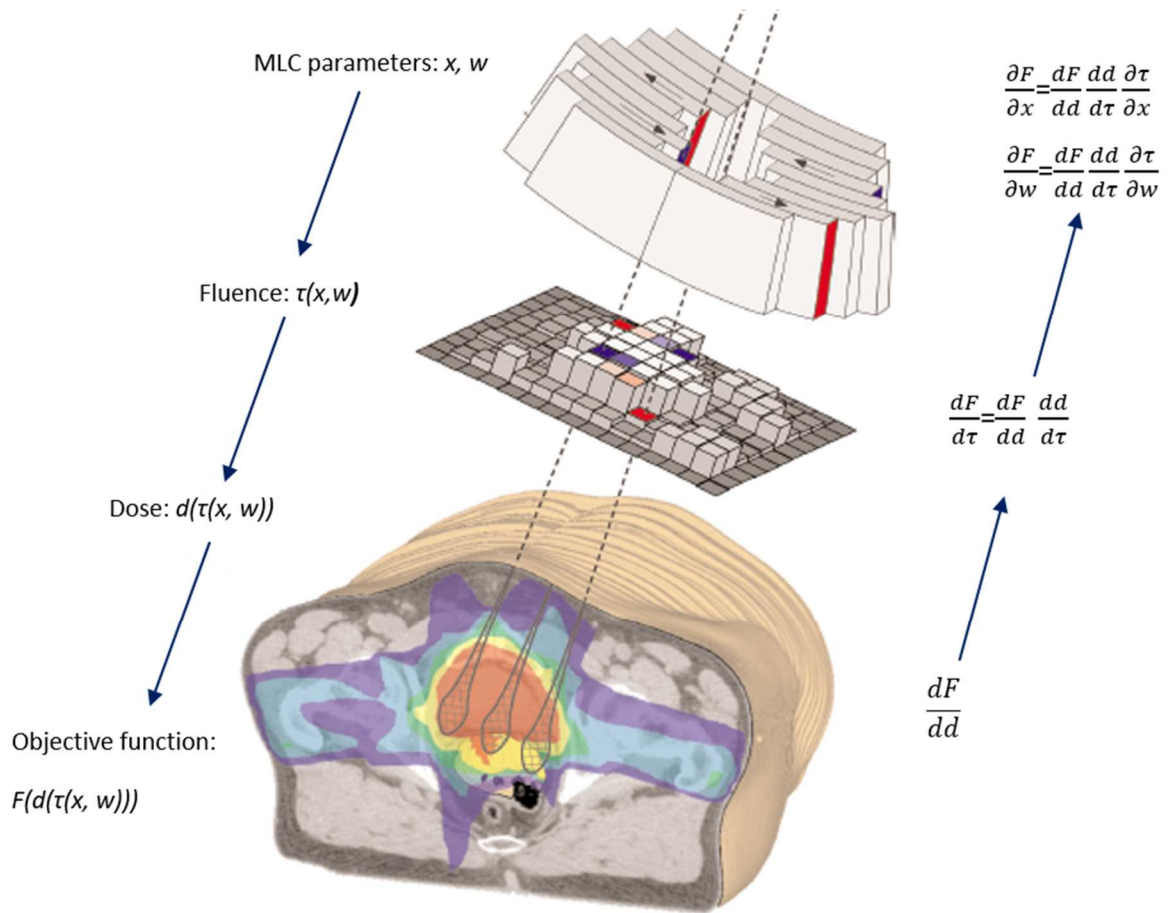 MLC parameters: x, w
Fluence: τ(x,w)
Dose: d(τ(x, w))
Objective function:
F(d(τ(x, w)))
∂F/∂x=dF/dd dd/dτ ∂τ/∂x
∂F/∂w=dF/dd dd/dτ ∂τ/∂w
dF/dτ=dF/dd dd/dτ
dF/dd